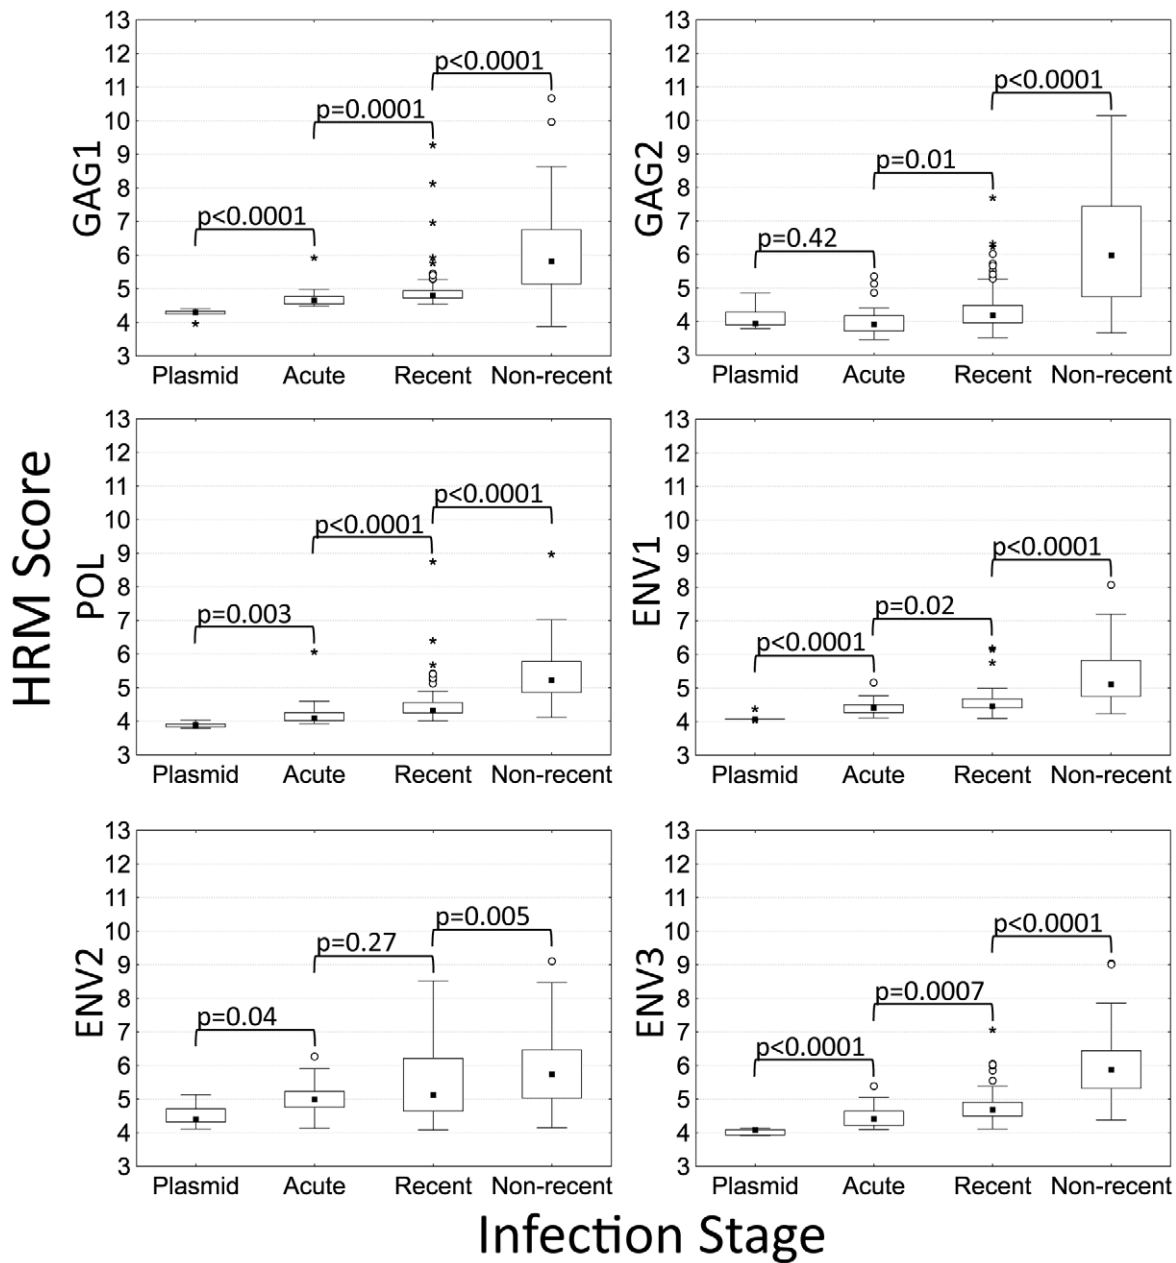 HRM Score
GAG1
13
12
11
10
9
8
7
6
5
4
3
p<0.0001
p=0.0001
p<0.0001
Plasmid Acute Recent Non-recent
GAG2
13
12
11
10
9
8
7
6
5
4
3
p=0.42
p=0.01
p<0.0001
Plasmid Acute Recent Non-recent
POL
13
12
11
10
9
8
7
6
5
4
3
p=0.003
p<0.0001
p<0.0001
Plasmid Acute Recent Non-recent
ENV1
13
12
11
10
9
8
7
6
5
4
3
p<0.0001
p=0.02
p<0.0001
Plasmid Acute Recent Non-recent
ENV2
13
12
11
10
9
8
7
6
5
4
3
p=0.04
p=0.27
p=0.005
Plasmid Acute Recent Non-recent
ENV3
13
12
11
10
9
8
7
6
5
4
3
p<0.0001
p=0.0007
p<0.0001
Plasmid Acute Recent Non-recent
Infection Stage